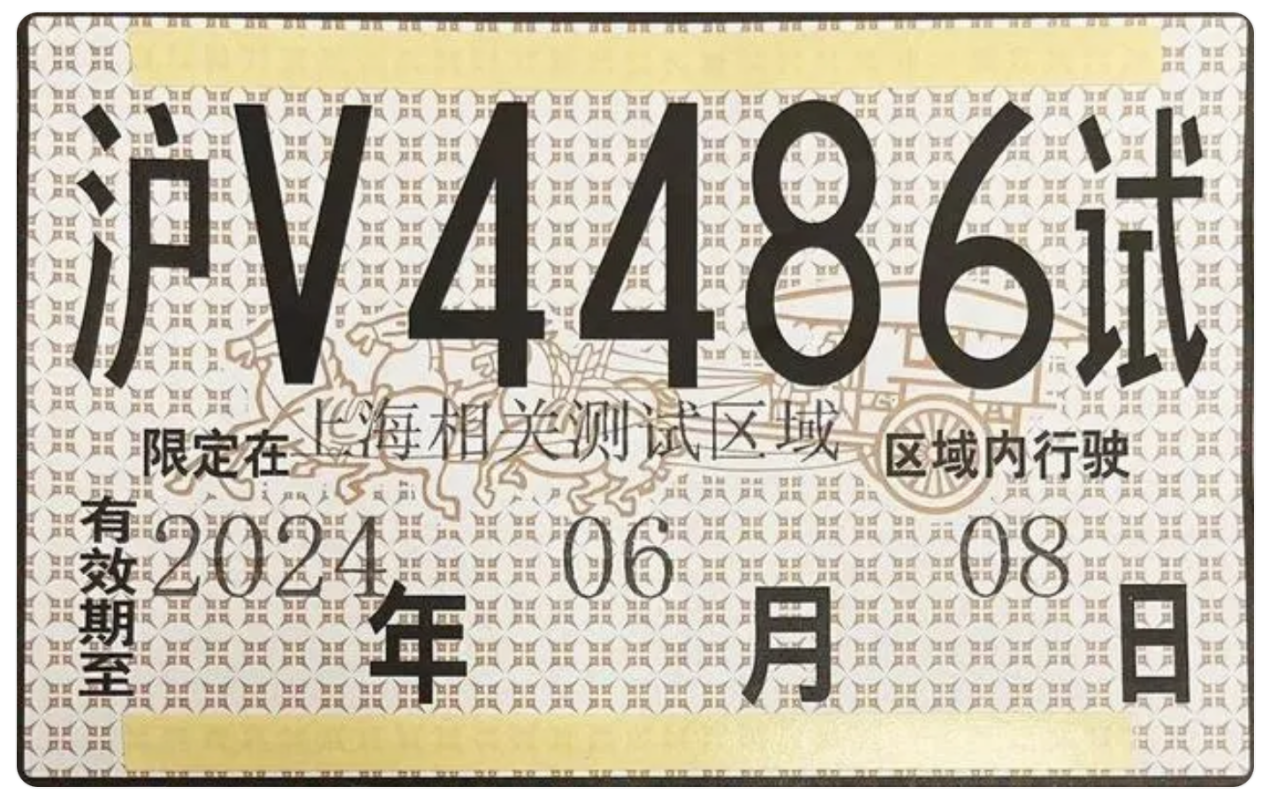 沪V4486试
限定在 上海相关测试区域 区域内行驶
有效期至 2024年 06月 08日